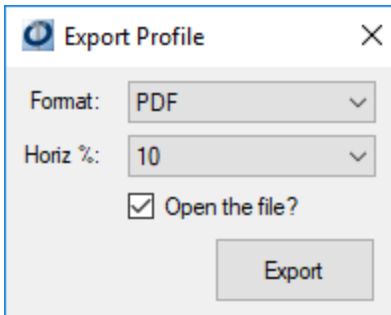 Export Profile
Format: PDF
Horiz %: 10
Open the file?
Export